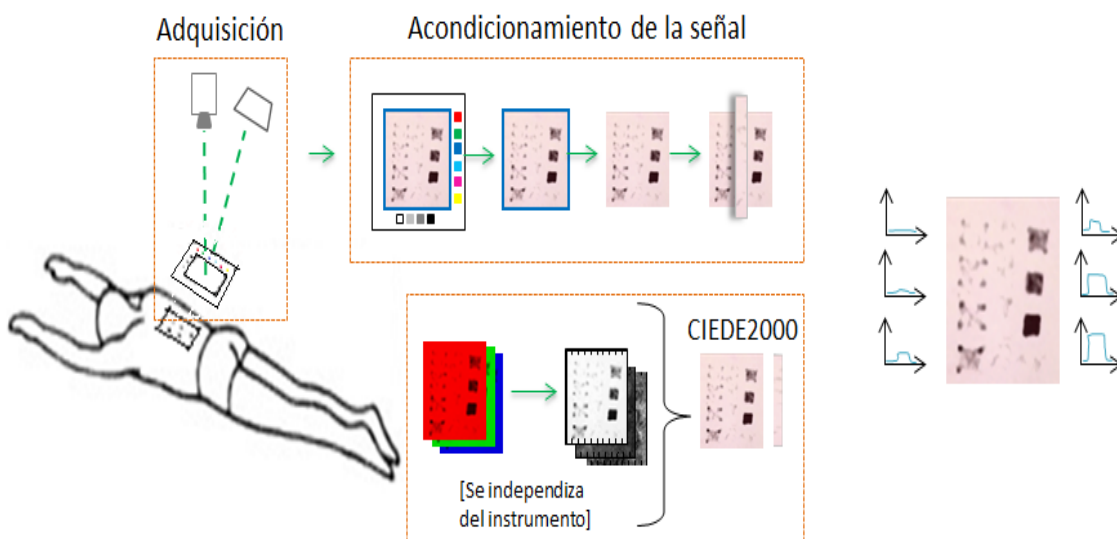 Adquisición
Acondicionamiento de la señal
CIEDE2000
[Se independiza
del instrumento]